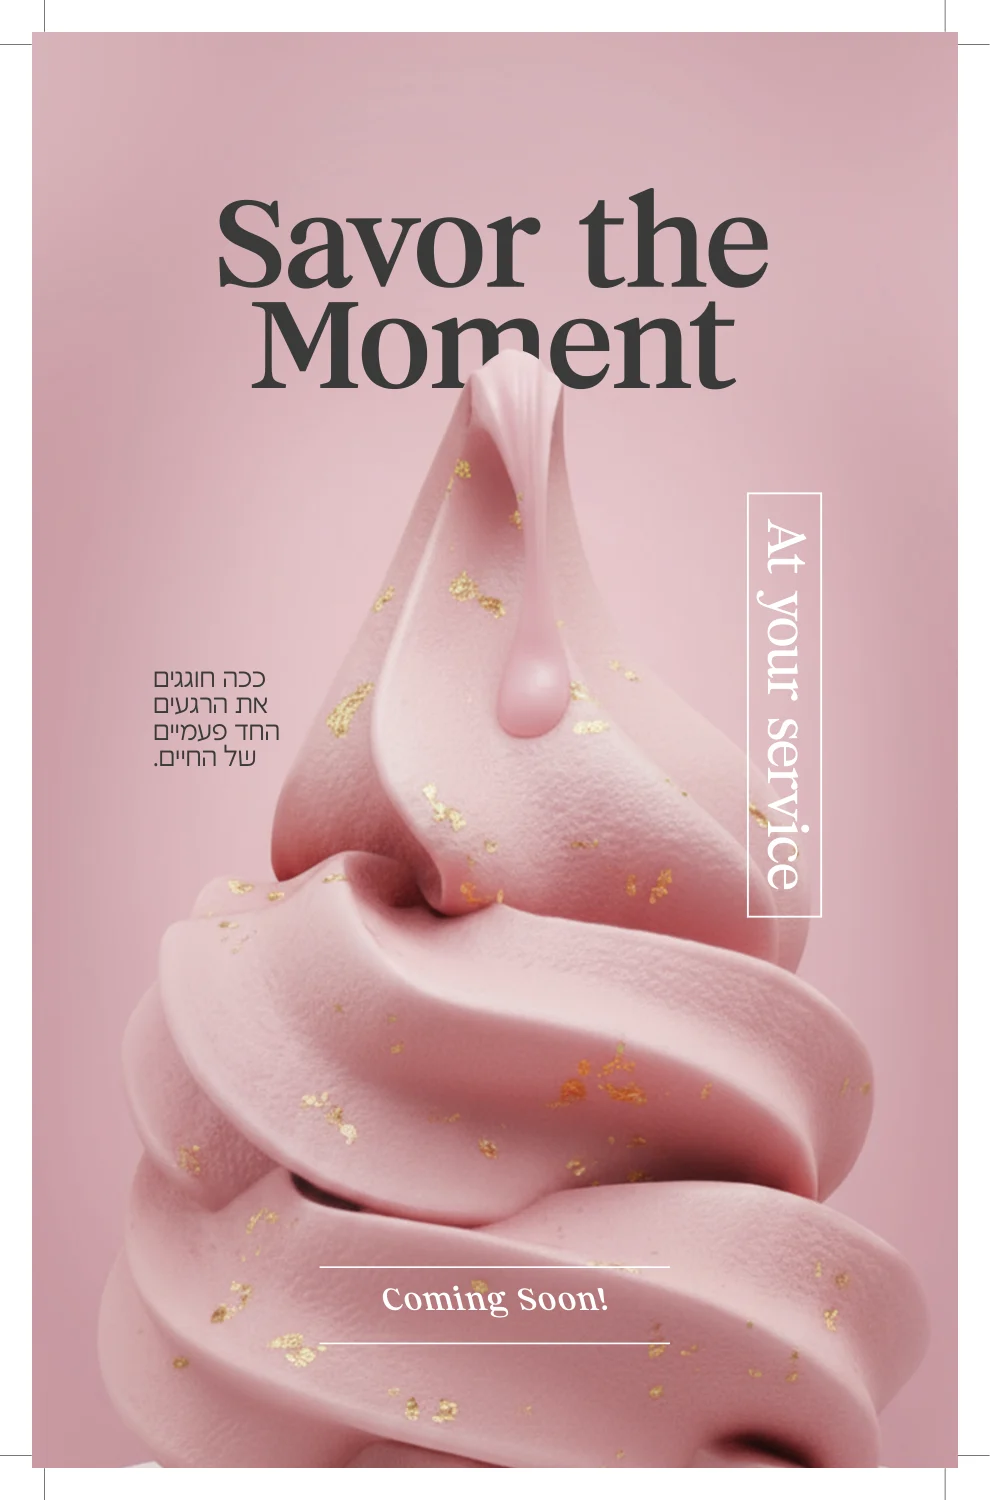 Savor the
Moment
At your service
ככה חוגגים
את הרגעים
החד פעמיים
של החיים.
Coming Soon!